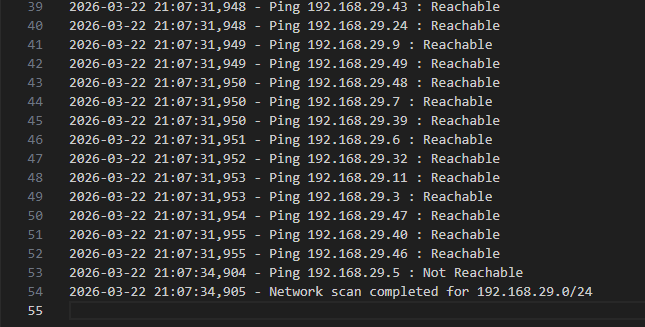 39 2026-03-22 21:07:31,948 - Ping 192.168.29.43 : Reachable
40 2026-03-22 21:07:31,948 - Ping 192.168.29.24 : Reachable
41 2026-03-22 21:07:31,949 - Ping 192.168.29.9 : Reachable
42 2026-03-22 21:07:31,949 - Ping 192.168.29.49 : Reachable
43 2026-03-22 21:07:31,950 - Ping 192.168.29.48 : Reachable
44 2026-03-22 21:07:31,950 - Ping 192.168.29.7 : Reachable
45 2026-03-22 21:07:31,950 - Ping 192.168.29.39 : Reachable
46 2026-03-22 21:07:31,951 - Ping 192.168.29.6 : Reachable
47 2026-03-22 21:07:31,952 - Ping 192.168.29.32 : Reachable
48 2026-03-22 21:07:31,953 - Ping 192.168.29.11 : Reachable
49 2026-03-22 21:07:31,953 - Ping 192.168.29.3 : Reachable
50 2026-03-22 21:07:31,954 - Ping 192.168.29.47 : Reachable
51 2026-03-22 21:07:31,955 - Ping 192.168.29.40 : Reachable
52 2026-03-22 21:07:31,955 - Ping 192.168.29.46 : Reachable
53 2026-03-22 21:07:34,904 - Ping 192.168.29.5 : Not Reachable
54 2026-03-22 21:07:34,905 - Network scan completed for 192.168.29.0/24
55